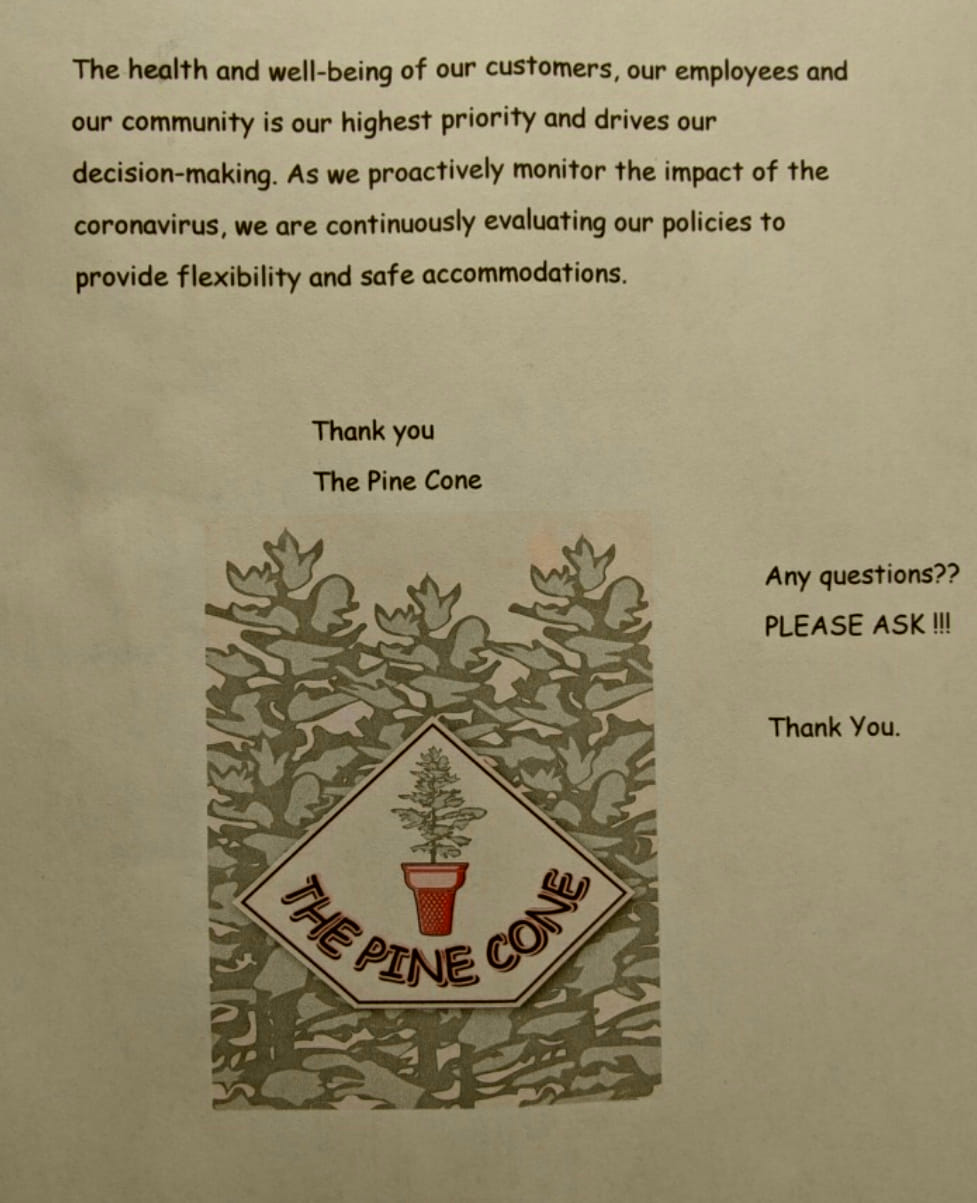 The health and well-being of our customers, our employees and
our community is our highest priority and drives our
decision-making. As we proactively monitor the impact of the
coronavirus, we are continuously evaluating our policies to
provide flexibility and safe accommodations.
Thank you
The Pine Cone
Any questions??
PLEASE ASK !!!
Thank You.
THE PINE CONE